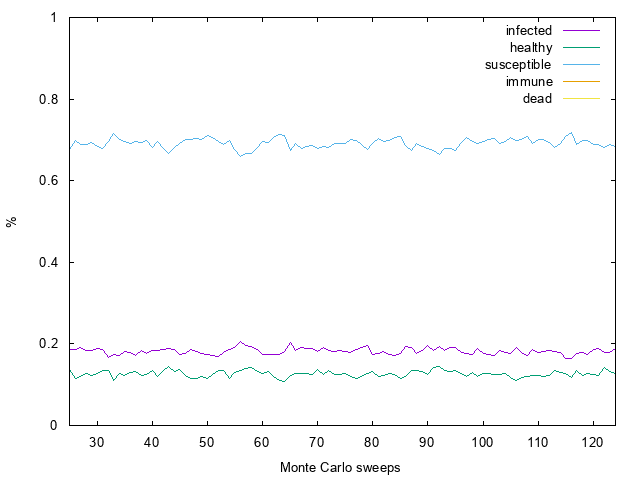 1
0.8
0.6
0.4
0.2
0
%
infected
healthy
susceptible
immune
dead
30 40 50 60 70 80 90 100 110 120
Monte Carlo sweeps